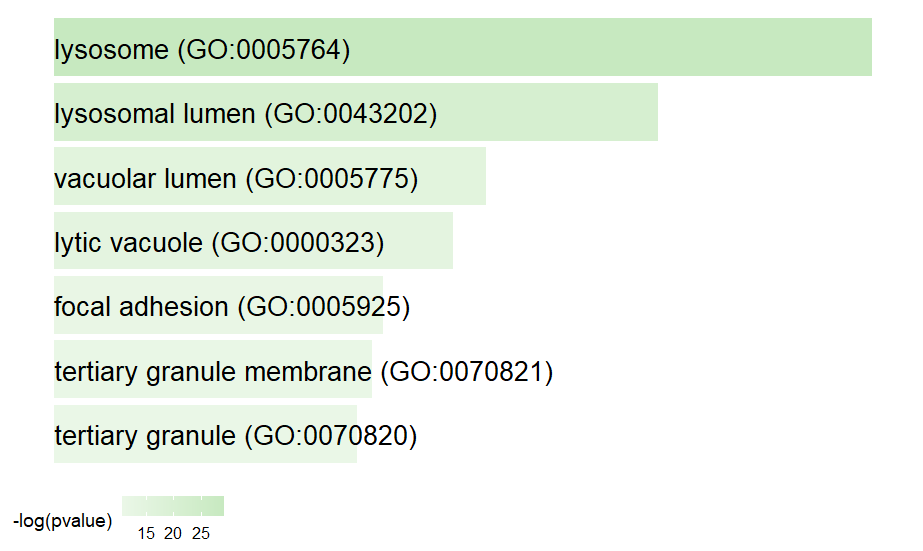 lysosome (GO:0005764)
lysosomal lumen (GO:0043202)
vacuolar lumen (GO:0005775)
lytic vacuole (GO:0000323)
focal adhesion (GO:0005925)
tertiary granule membrane (GO:0070821)
tertiary granule (GO:0070820)
-log(pvalue)
15 20 25